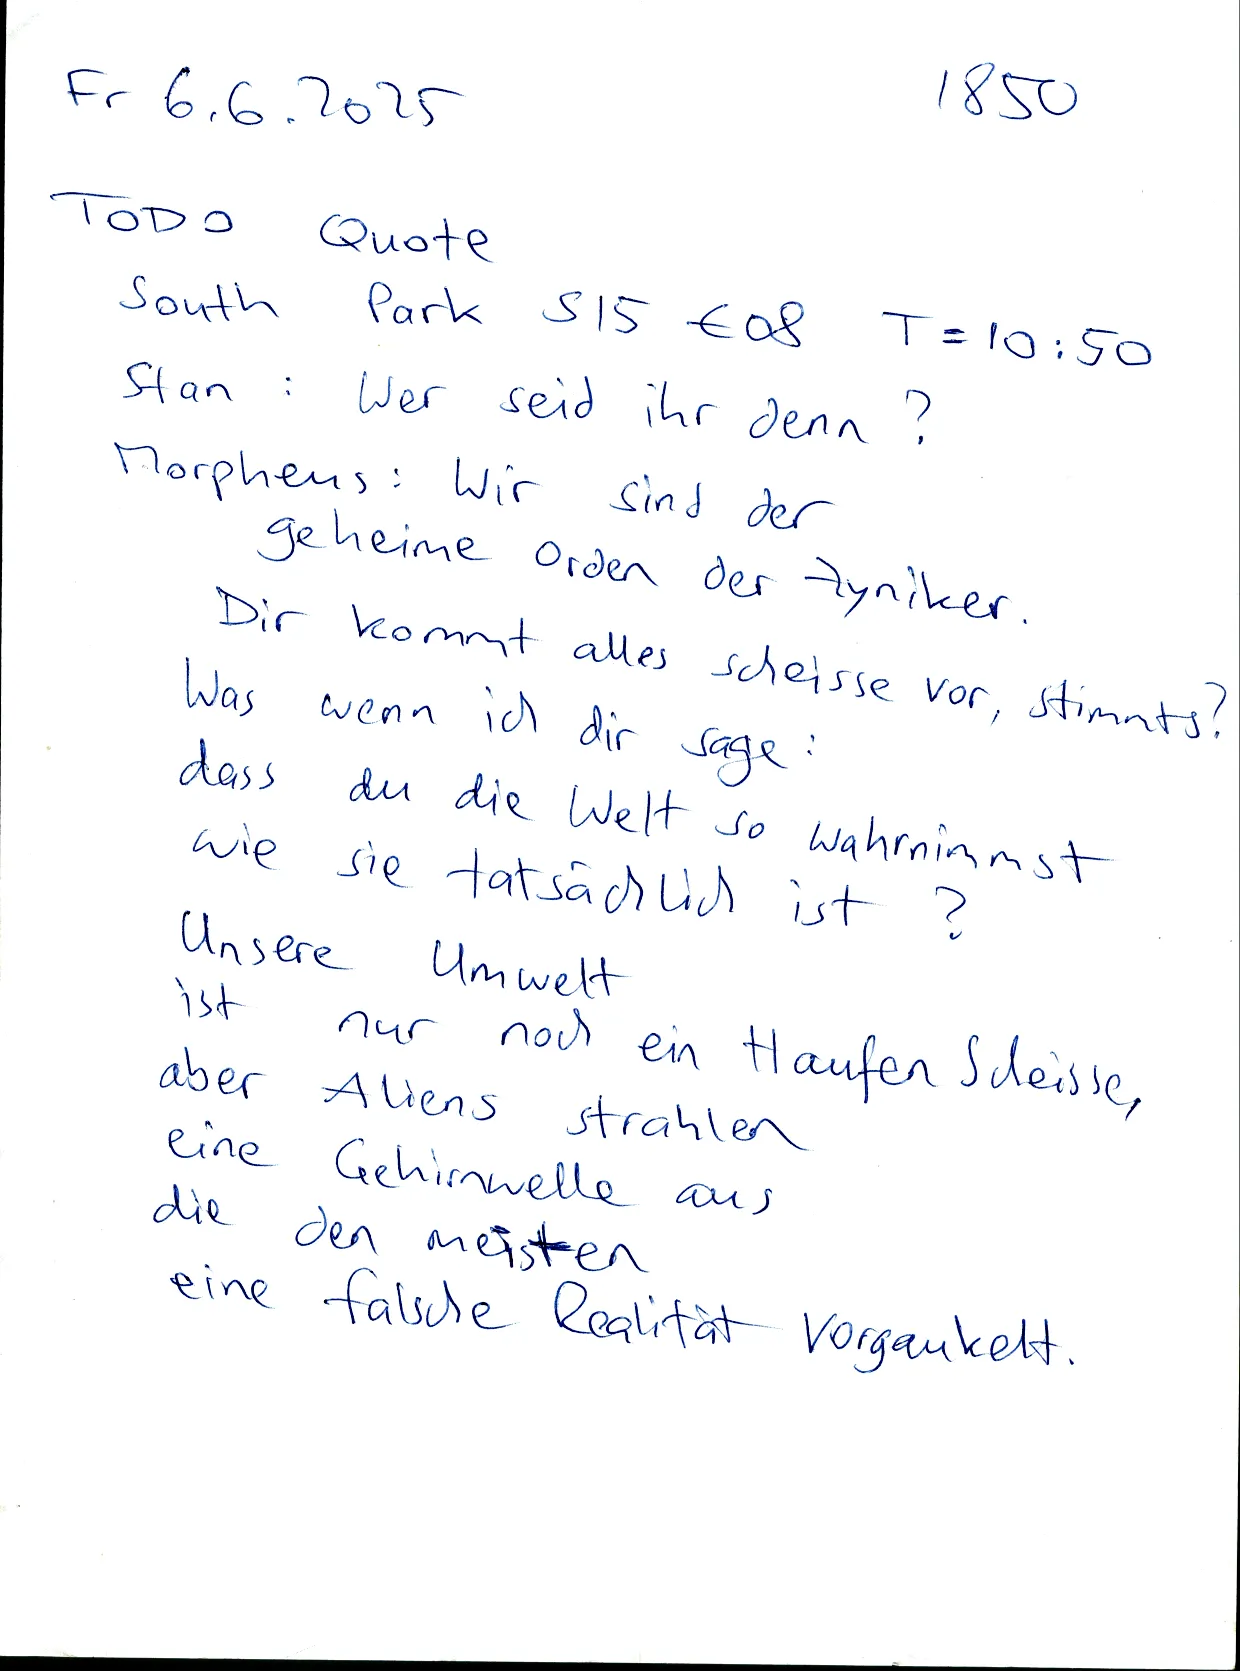 Fr 6.6.2025 1850
TODO Quote
South Park S15 E08 T=10:50
Stan: Wer seid ihr denn?
Morpheus: Wir sind der
geheime Orden der Zyniker.
Dir kommt alles scheisse vor, stimmts?
Was wenn ich dir sage:
dass du die Welt so wahrnimmst
wie sie tatsächlich ist?
Unsere Umwelt
ist nur noch ein Haufen Scheisse,
aber Aliens strahlen
eine Gehirnwelle aus
die den meisten
eine falsche Realität vorgaukelt.